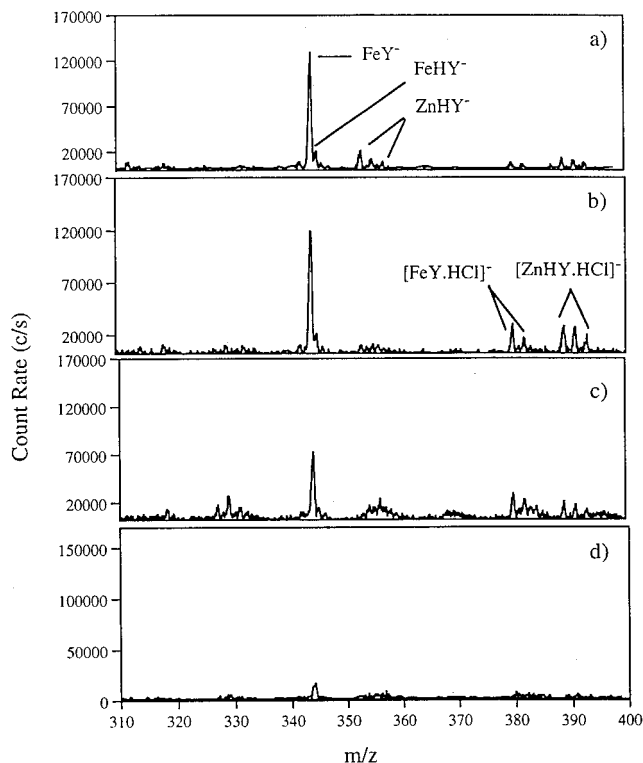 170000
a)
FeY-
FeHY-
ZnHY-
120000
70000
20000
170000
b)
120000
[FeY.HCl]-
[ZnHY.HCl]-
70000
20000
170000
c)
120000
70000
20000
Count Rate (c/s)
d)
150000
100000
50000
0
310 320 330 340 350 360 370 380 390 400
m/z